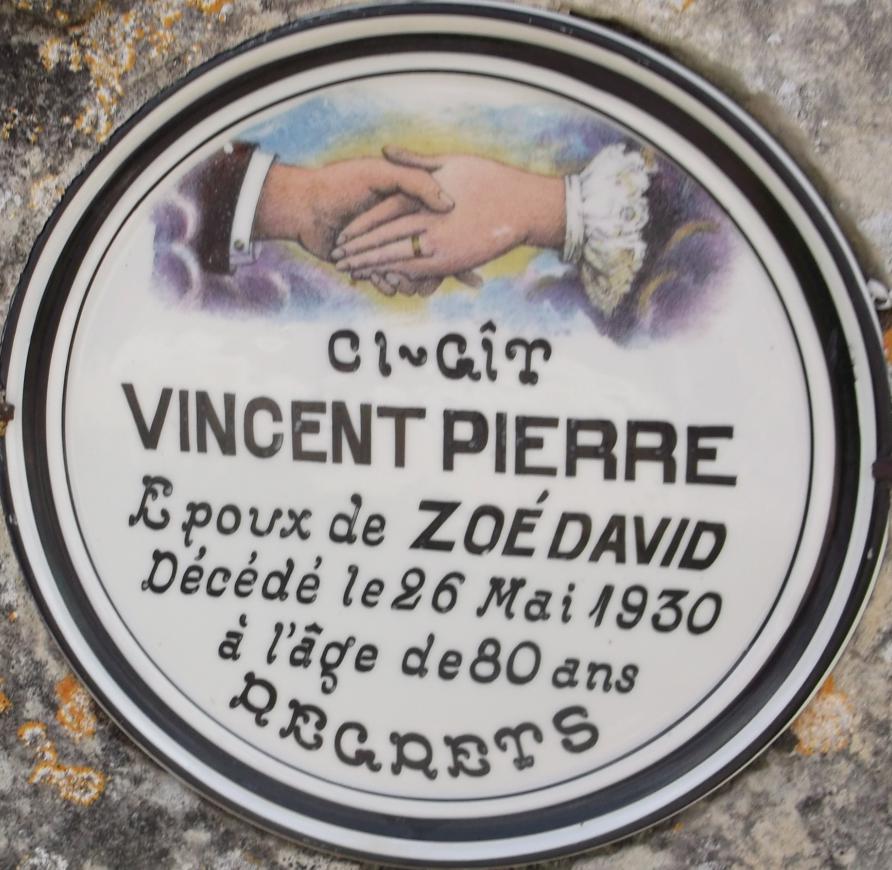 CI~GÎT
VINCENT PIERRE
Epoux de ZOÉ DAVID
Décédé le 26 Mai 1930
à l'âge de 80 ans
REGRETS